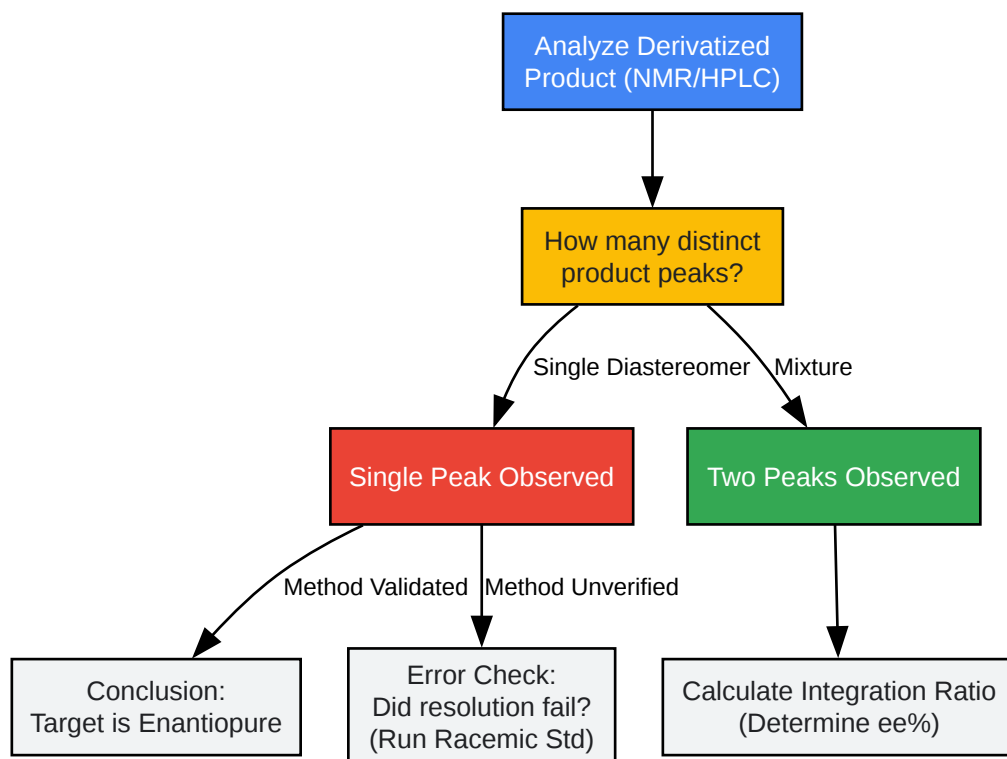 Analyze Derivatized
Product (NMR/HPLC)
How many distinct
product peaks?
Single Diastereomer
Mixture
Single Peak Observed
Two Peaks Observed
Method Validated
Method Unverified
Conclusion:
Target is Enantiopure
Error Check:
Did resolution fail?
(Run Racemic Std)
Calculate Integration Ratio
(Determine ee%)